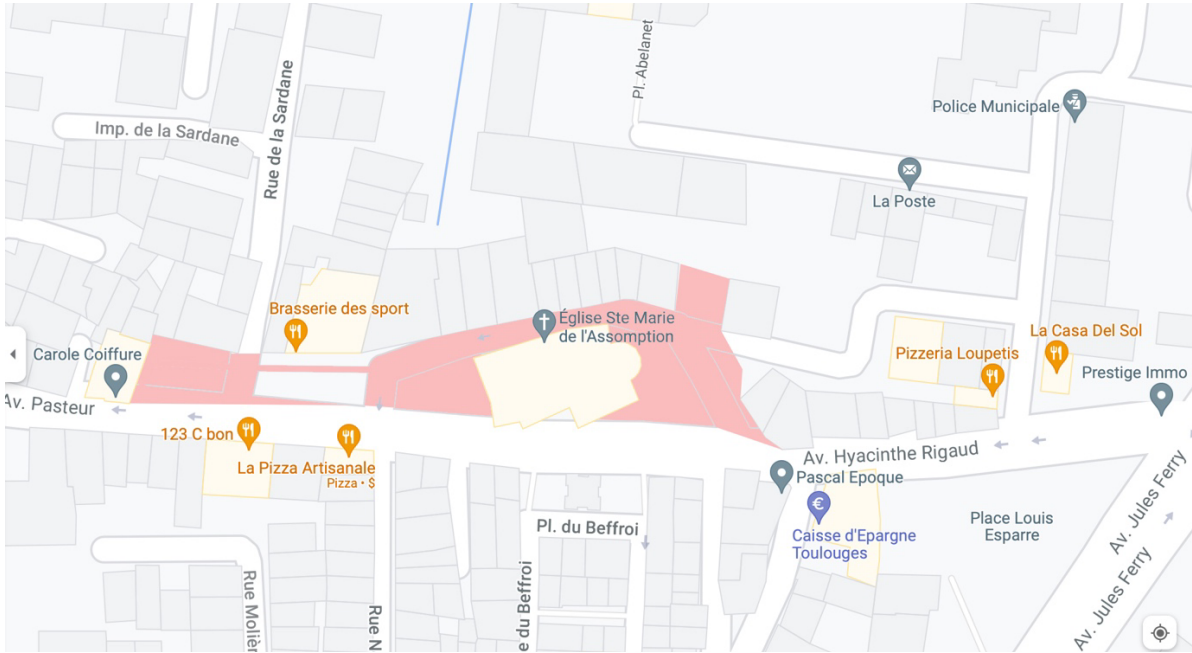 Pl. Abelanet
Police Municipale
Imp. de la Sardane
Rue de la Sardane
La Poste
Brasserie des sport
Église Ste Marie
de l'Assomption
La Casa Del Sol
Carole Coiffure
Pizzeria Loupetis
Prestige Immo
Av. Pasteur
123 C bon
La Pizza Artisanale
Pizza • $
Av. Hyacinthe Rigaud
Pascal Epoque
€
Caisse d'Epargne
Toulouges
Place Louis
Esparre
Pl. du Beffroi
Av. Jules Ferry
Av. Jules Ferry
Rue Molièr
Rue N
e du Beffroi